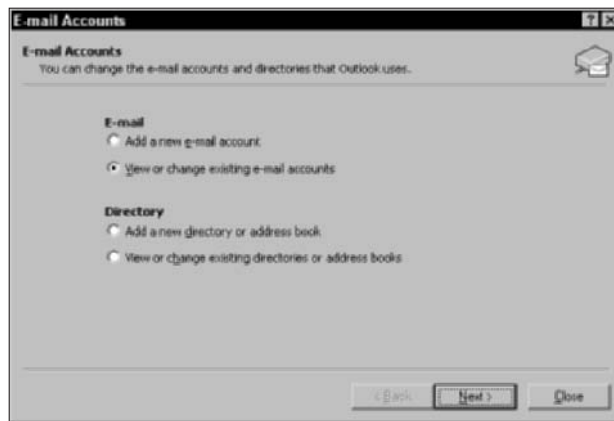 E-mail Accounts
E-mail Accounts
You can change the e-mail accounts and directories that Outlook uses.
E-mail
Add a new e-mail account
View or change existing e-mail accounts
Directory
Add a new directory or address book
View or change existing directories or address books
< Back Next > Close